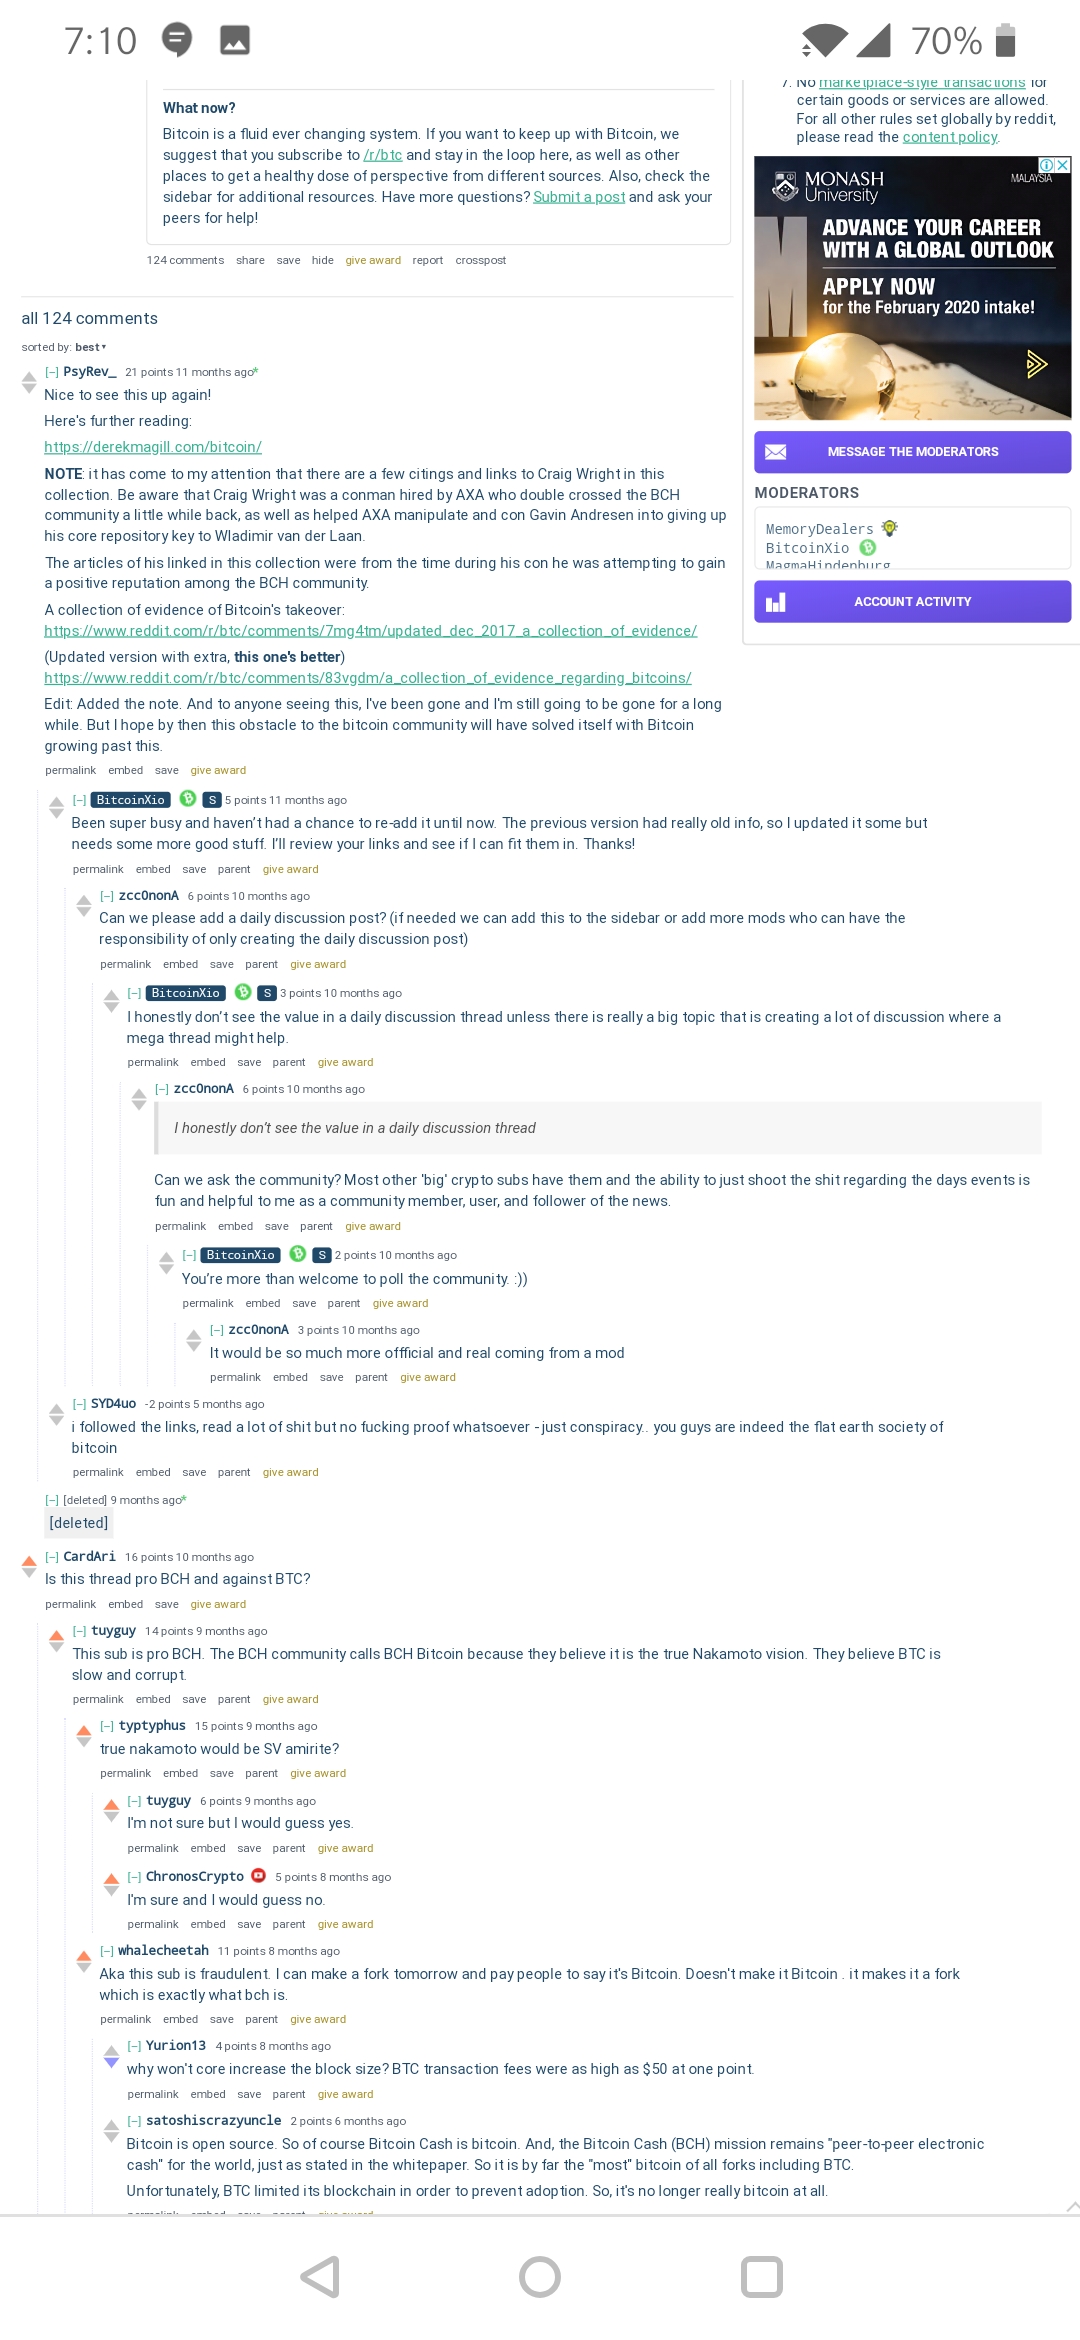 7:10
70%
What now?
Bitcoin is a fluid ever changing system. If you want to keep up with Bitcoin, we
suggest that you subscribe to /r/btc and stay in the loop here, as well as other
places to get a healthy dose of perspective from different sources. Also, check the
sidebar for additional resources. Have more questions? Submit a post and ask your
peers for help!
124 comments share save hide give award report crosspost
7. No marketplace-style transactions for
certain goods or services are allowed.
For all other rules set globally by reddit,
please read the content policy.
MONASH
University
MALAYSIA
ADVANCE YOUR CAREER
WITH A GLOBAL OUTLOOK
APPLY NOW
for the February 2020 intake!
M
MESSAGE THE MODERATORS
MODERATORS
MemoryDealers
BitcoinXio
MagmaHindenburg
ACCOUNT ACTIVITY
all 124 comments
sorted by: best▾
[–] PsyRev_ 21 points 11 months ago*
Nice to see this up again!
Here's further reading:
https://derekmagill.com/bitcoin/
NOTE: it has come to my attention that there are a few citings and links to Craig Wright in this
collection. Be aware that Craig Wright was a conman hired by AXA who double crossed the BCH
community a little while back, as well as helped AXA manipulate and con Gavin Andresen into giving up
his core repository key to Wladimir van der Laan.
The articles of his linked in this collection were from the time during his con he was attempting to gain
a positive reputation among the BCH community.
A collection of evidence of Bitcoin's takeover:
https://www.reddit.com/r/btc/comments/7mg4tm/updated_dec_2017_a_collection_of_evidence/
(Updated version with extra, this one's better)
https://www.reddit.com/r/btc/comments/83vgdm/a_collection_of_evidence_regarding_bitcoins/
Edit: Added the note. And to anyone seeing this, I've been gone and I'm still going to be gone for a long
while. But I hope by then this obstacle to the bitcoin community will have solved itself with Bitcoin
growing past this.
permalink embed save give award
[–] BitcoinXio S 5 points 11 months ago
Been super busy and haven’t had a chance to re-add it until now. The previous version had really old info, so I updated it some but
needs some more good stuff. I’ll review your links and see if I can fit them in. Thanks!
permalink embed save parent give award
[–] zcc0nonA 6 points 10 months ago
Can we please add a daily discussion post? (if needed we can add this to the sidebar or add more mods who can have the
responsibility of only creating the daily discussion post)
permalink embed save parent give award
[–] BitcoinXio S 3 points 10 months ago
I honestly don’t see the value in a daily discussion thread unless there is really a big topic that is creating a lot of discussion where a
mega thread might help.
permalink embed save parent give award
[–] zcc0nonA 6 points 10 months ago
I honestly don’t see the value in a daily discussion thread
Can we ask the community? Most other 'big' crypto subs have them and the ability to just shoot the shit regarding the days events is
fun and helpful to me as a community member, user, and follower of the news.
permalink embed save parent give award
[–] BitcoinXio S 2 points 10 months ago
You’re more than welcome to poll the community. :))
permalink embed save parent give award
[–] zcc0nonA 3 points 10 months ago
It would be so much more offficial and real coming from a mod
permalink embed save parent give award
[–] SYD4uo -2 points 5 months ago
i followed the links, read a lot of shit but no fucking proof whatsoever - just conspiracy.. you guys are indeed the flat earth society of
bitcoin
permalink embed save parent give award
[–] [deleted] 9 months ago*
[deleted]
[–] CardAri 16 points 10 months ago
Is this thread pro BCH and against BTC?
permalink embed save give award
[–] tuyguy 14 points 9 months ago
This sub is pro BCH. The BCH community calls BCH Bitcoin because they believe it is the true Nakamoto vision. They believe BTC is
slow and corrupt.
permalink embed save parent give award
[–] typtyphus 15 points 9 months ago
true nakamoto would be SV amirite?
permalink embed save parent give award
[–] tuyguy 6 points 9 months ago
I'm not sure but I would guess yes.
permalink embed save parent give award
[–] ChronosCrypto 5 points 8 months ago
I'm sure and I would guess no.
permalink embed save parent give award
[–] whalecheetah 11 points 8 months ago
Aka this sub is fraudulent. I can make a fork tomorrow and pay people to say it's Bitcoin. Doesn't make it Bitcoin . it makes it a fork
which is exactly what bch is.
permalink embed save parent give award
[–] Yurion13 4 points 8 months ago
why won't core increase the block size? BTC transaction fees were as high as $50 at one point.
permalink embed save parent give award
[–] satoshiscrazyuncle 2 points 6 months ago
Bitcoin is open source. So of course Bitcoin Cash is bitcoin. And, the Bitcoin Cash (BCH) mission remains "peer-to-peer electronic
cash" for the world, just as stated in the whitepaper. So it is by far the "most" bitcoin of all forks including BTC.
Unfortunately, BTC limited its blockchain in order to prevent adoption. So, it's no longer really bitcoin at all.
permalink embed save parent give award